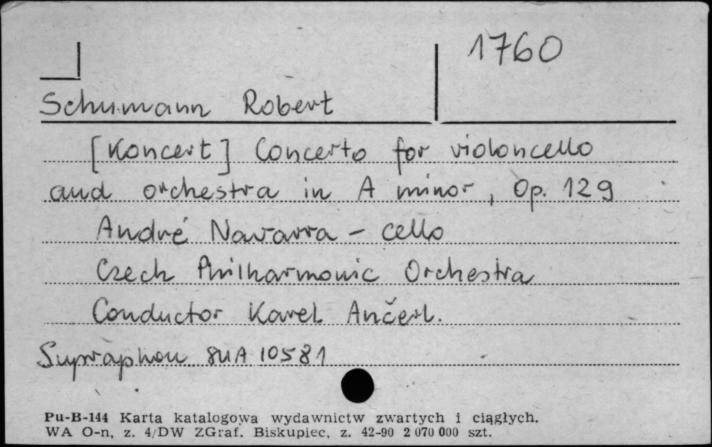 1760
Schumann Robert
[Koncert] Concerto for violoncello
and orchestra in A minor, Op. 129
André Navarra - cello
Czech Philharmonic Orchestra
Conductor Karel Ančerl.
Supraphon SUA 10581
Pu-B-144 Karta katalogowa wydawnictw zwartych i ciągłych.
WA O-n, z. 4/DW ZGraf. Biskupiec, z. 42-90 2 070 000 szt.